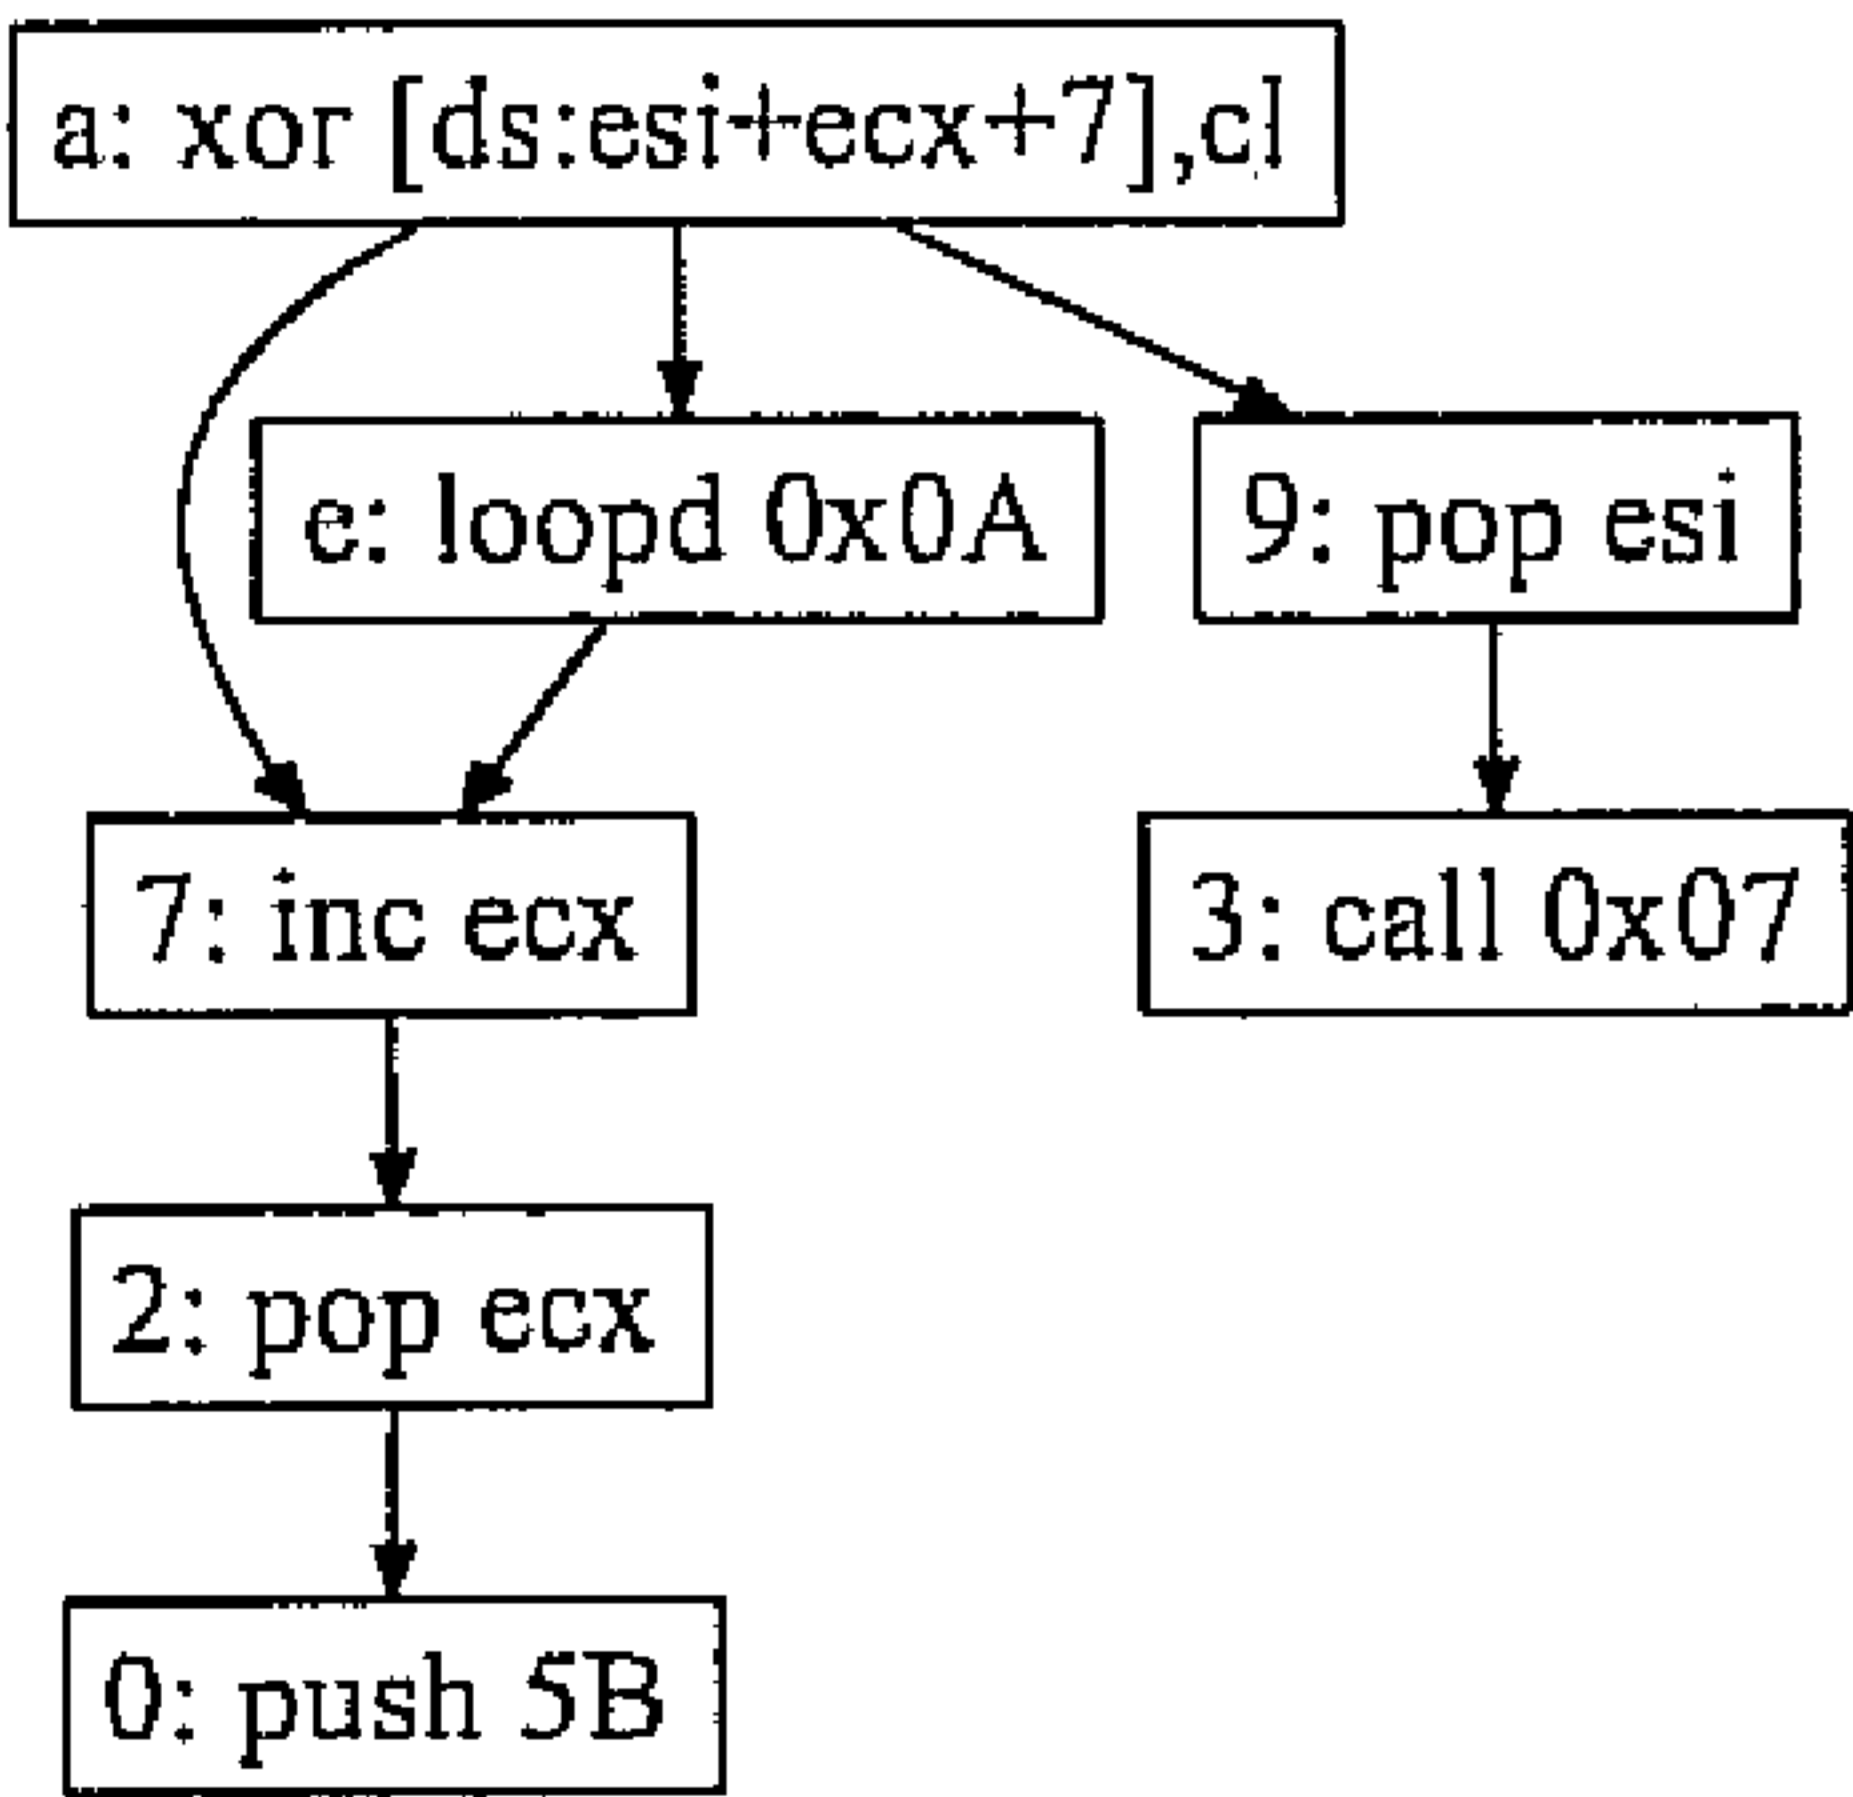 a: xor [ds:esi+ecx+7],cl
e: loopd 0x0A
9: pop esi
7: inc ecx
3: call 0x07
2: pop ecx
0: push 5B